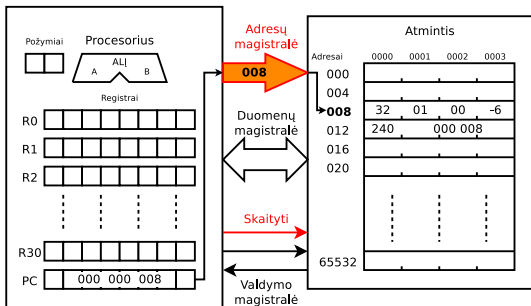 Požymiai
Procesorius
ALĮ
A B
Registrai
R0
R1
R2
R30
PC 000 000 008
Adresų
magistralė
008
Duomenų
magistralė
Skaityti
Valdymo
magistralė
Atmintis
Adresai 0000 0001 0002 0003
000
004
008 32 01 00 -6
012 240 000 008
016
020
65532